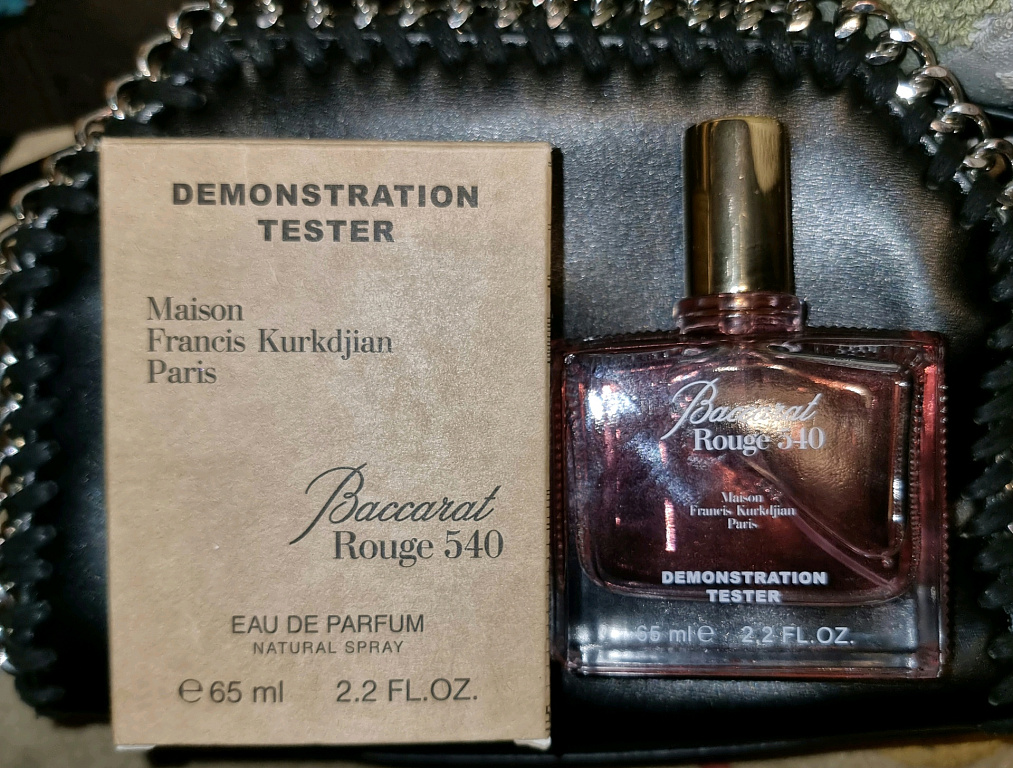 DEMONSTRATION
TESTER
Maison
Francis Kurkdjian
Paris
Baccarat
Rouge 540
EAU DE PARFUM
NATURAL SPRAY
℮ 65 ml 2.2 FL.OZ.
Baccarat
Rouge 540
Maison
Francis Kurkdjian
Paris
DEMONSTRATION
TESTER
65 ml ℮ 2,2 FL.OZ.